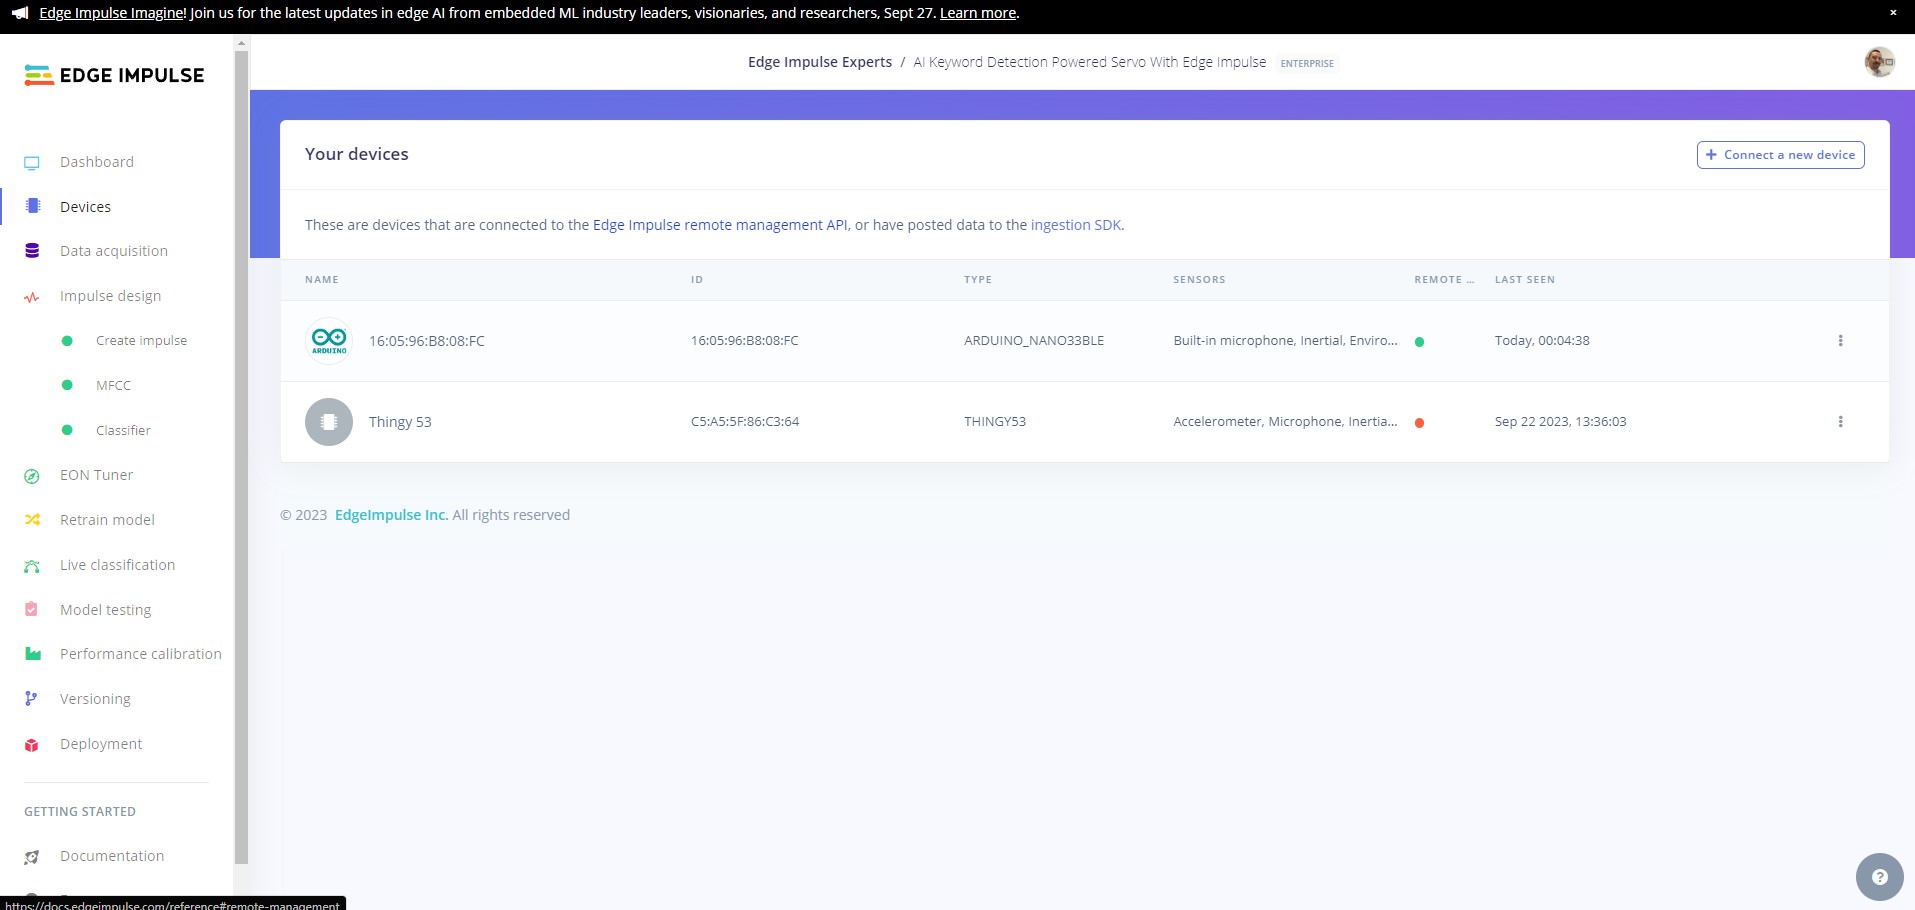 Edge Impulse Imagine! Join us for the latest updates in edge AI from embedded ML industry leaders, visionaries, and researchers, Sept 27. Learn more.
×
EDGE IMPULSE
Edge Impulse Experts / AI Keyword Detection Powered Servo With Edge Impulse ENTERPRISE
Dashboard
Devices
Data acquisition
Impulse design
Create impulse
MFCC
Classifier
EON Tuner
Retrain model
Live classification
Model testing
Performance calibration
Versioning
Deployment
GETTING STARTED
Documentation
Your devices
+ Connect a new device
These are devices that are connected to the Edge Impulse remote management API, or have posted data to the ingestion SDK.
NAME ID TYPE SENSORS REMOTE ... LAST SEEN
ARDUINO 16:05:96:B8:08:FC 16:05:96:B8:08:FC ARDUINO_NANO33BLE Built-in microphone, Inertial, Enviro... Today, 00:04:38
Thingy 53 C5:A5:5F:86:C3:64 THINGY53 Accelerometer, Microphone, Inertia... Sep 22 2023, 13:36:03
© 2023 EdgeImpulse Inc. All rights reserved
?
https://docs.edgeimpulse.com/reference#remote-management